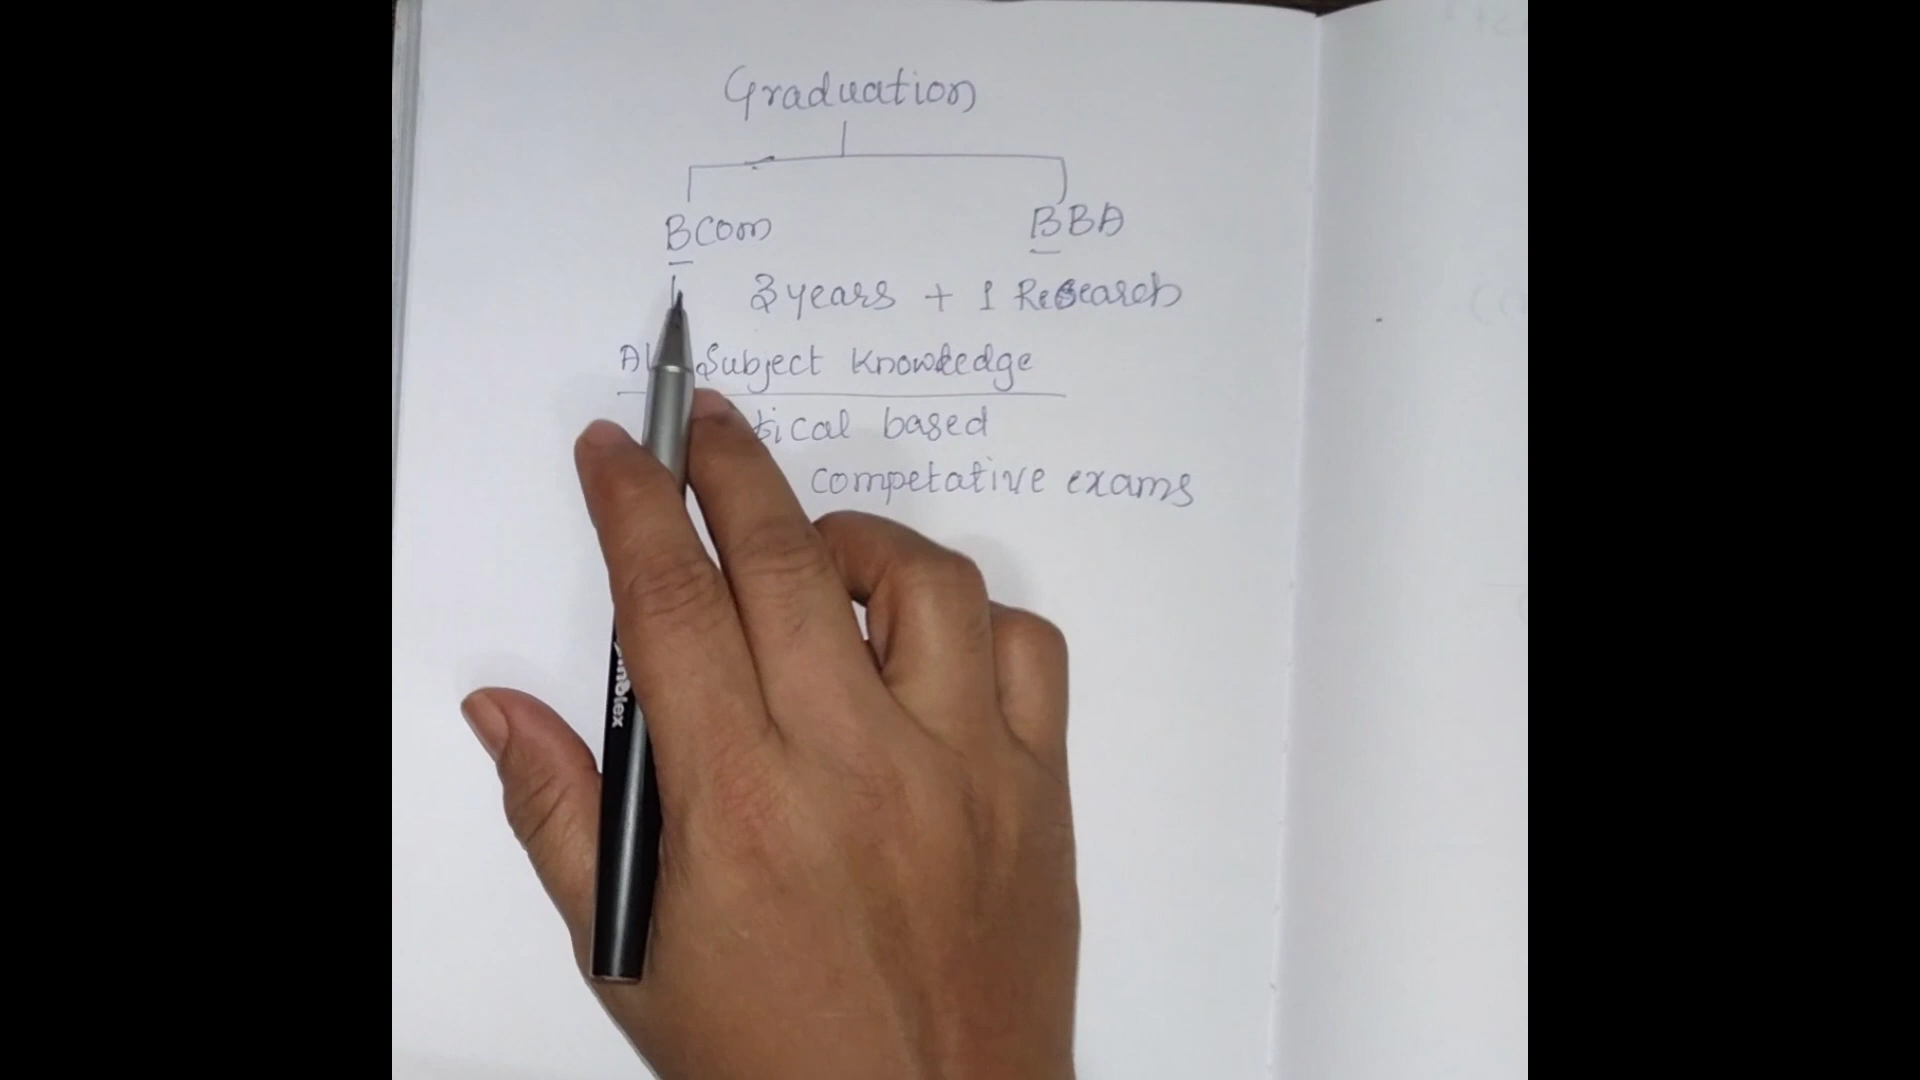 Graduation
BCom BBA
3 years + 1 Research
Subject Knowledge
based
competative exams